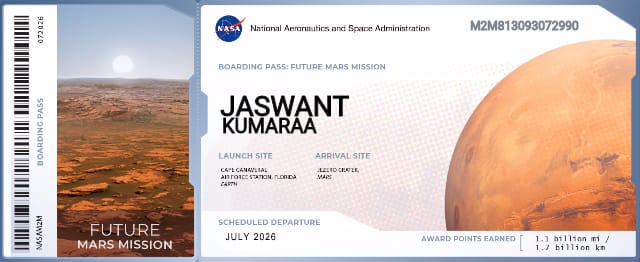 072026
BOARDING PASS
NASAM2M
FUTURE
MARS MISSION
NASA
National Aeronautics and Space Administration
M2M813093072990
BOARDING PASS: FUTURE MARS MISSION
JASWANT
KUMARAA
LAUNCH SITE
CAPE CANAVERAL
AIR FORCE STATION, FLORIDA
EARTH
ARRIVAL SITE
JEZERO CRATER,
MARS
SCHEDULED DEPARTURE
JULY 2026
AWARD POINTS EARNED
1.1 billion mi /
1.7 billion km